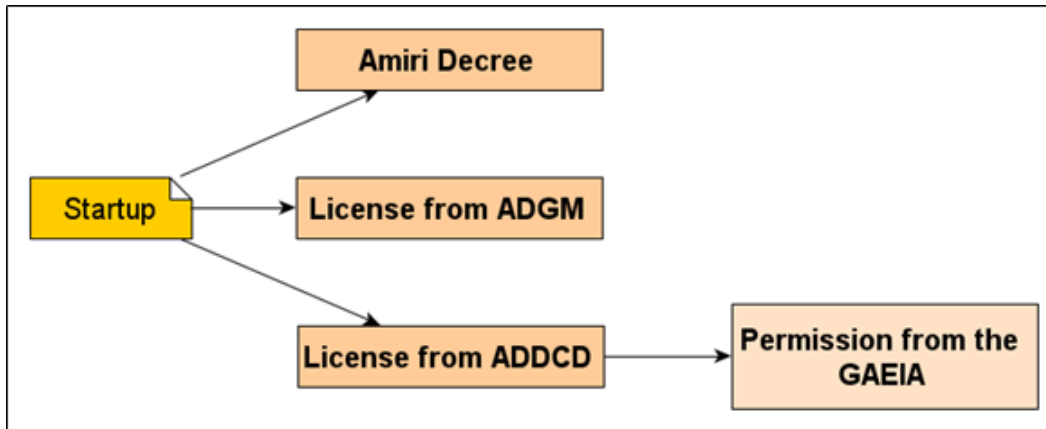 Amiri Decree
Startup
License from ADGM
License from ADDCD
Permission from the
GAEIA